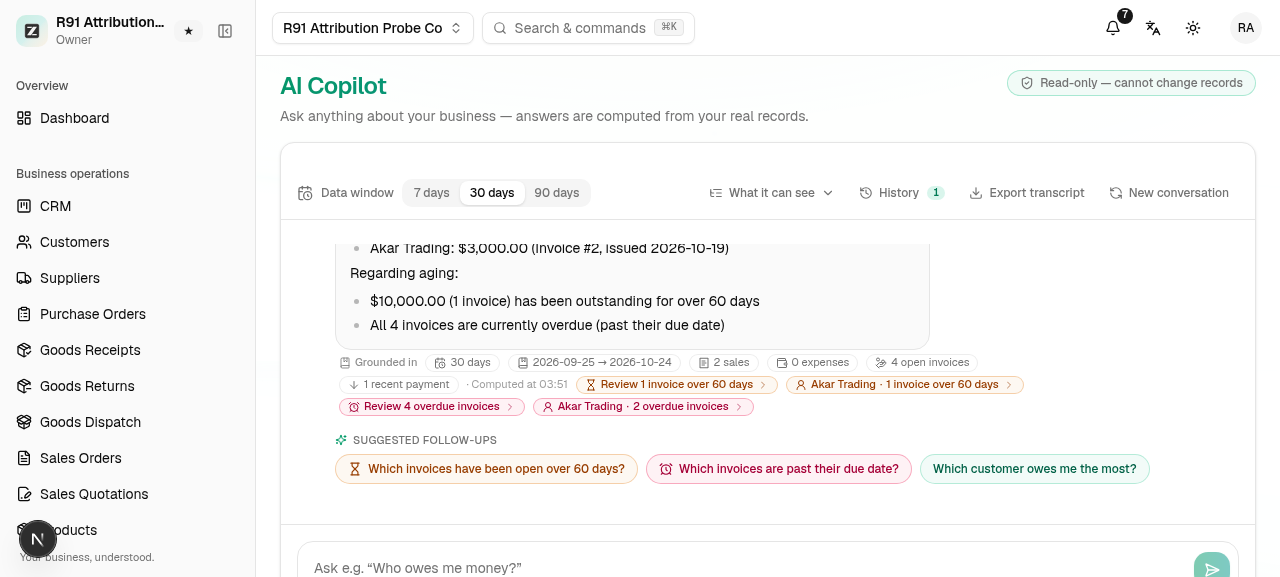 R91 Attribution...
Owner
★
R91 Attribution Probe Co
Search & commands ⌘K
7
RA
Overview
Dashboard
Business operations
CRM
Customers
Suppliers
Purchase Orders
Goods Receipts
Goods Returns
Goods Dispatch
Sales Orders
Sales Quotations
oducts
N
Your business, understood.
AI Copilot
Read-only — cannot change records
Ask anything about your business — answers are computed from your real records.
Data window 7 days 30 days 90 days
What it can see History 1 Export transcript New conversation
• Akar Trading: $3,000.00 (Invoice #2, issued 2026-10-19)
Regarding aging:
• $10,000.00 (1 invoice) has been outstanding for over 60 days
• All 4 invoices are currently overdue (past their due date)
Grounded in 30 days 2026-09-25 → 2026-10-24 2 sales 0 expenses 4 open invoices
1 recent payment · Computed at 03:51 Review 1 invoice over 60 days Akar Trading · 1 invoice over 60 days
Review 4 overdue invoices Akar Trading · 2 overdue invoices
SUGGESTED FOLLOW-UPS
Which invoices have been open over 60 days? Which invoices are past their due date? Which customer owes me the most?
Ask e.g. “Who owes me money?”